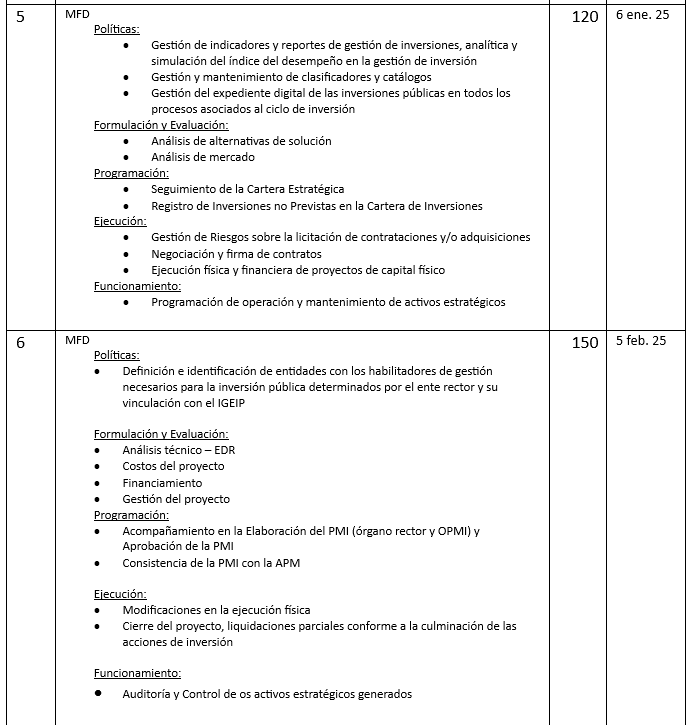 5 MFD 120 6 ene. 25
Políticas:
• Gestión de indicadores y reportes de gestión de inversiones, analítica y
simulación del índice del desempeño en la gestión de inversión
• Gestión y mantenimiento de clasificadores y catálogos
• Gestión del expediente digital de las inversiones públicas en todos los
procesos asociados al ciclo de inversión
Formulación y Evaluación:
• Análisis de alternativas de solución
• Análisis de mercado
Programación:
• Seguimiento de la Cartera Estratégica
• Registro de Inversiones no Previstas en la Cartera de Inversiones
Ejecución:
• Gestión de Riesgos sobre la licitación de contrataciones y/o adquisiciones
• Negociación y firma de contratos
• Ejecución física y financiera de proyectos de capital físico
Funcionamiento:
• Programación de operación y mantenimiento de activos estratégicos
6 MFD 150 5 feb. 25
Políticas:
• Definición e identificación de entidades con los habilitadores de gestión
necesarios para la inversión pública determinados por el ente rector y su
vinculación con el IGEIP
Formulación y Evaluación:
• Análisis técnico – EDR
• Costos del proyecto
• Financiamiento
• Gestión del proyecto
Programación:
• Acompañamiento en la Elaboración del PMI (órgano rector y OPMI) y
Aprobación de la PMI
• Consistencia de la PMI con la APM
Ejecución:
• Modificaciones en la ejecución física
• Cierre del proyecto, liquidaciones parciales conforme a la culminación de las
acciones de inversión
Funcionamiento:
• Auditoría y Control de os activos estratégicos generados